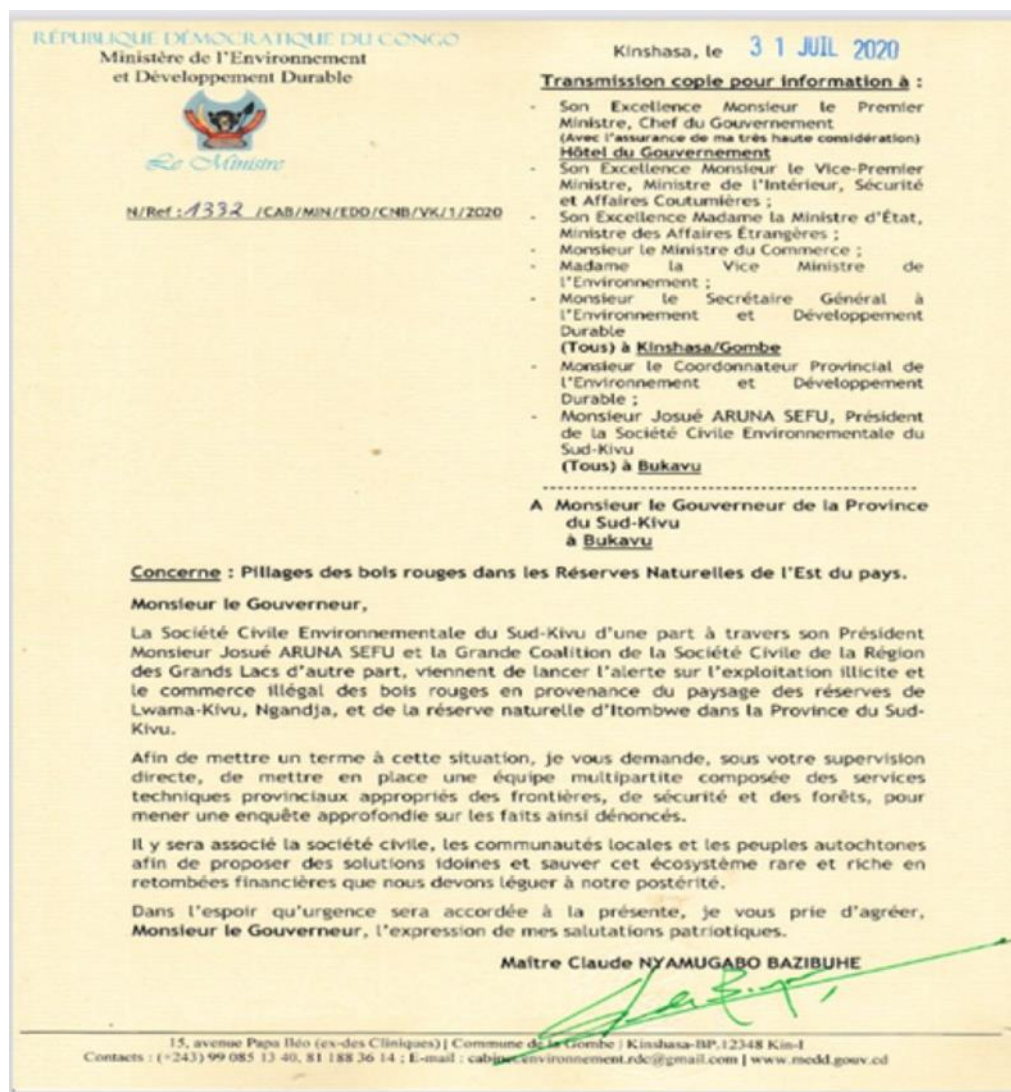 RÉPUBLIQUE DÉMOCRATIQUE DU CONGO
Ministère de l'Environnement
et Développement Durable
Le Ministre
N/Ref : 1332 /CAB/MIN/EDD/CNB/VK/1/2020
Kinshasa, le 31 JUIL 2020
Transmission copie pour information à :
- Son Excellence Monsieur le Premier
Ministre, Chef du Gouvernement
(Avec l'assurance de ma très haute considération)
Hôtel du Gouvernement
- Son Excellence Monsieur le Vice-Premier
Ministre, Ministre de l'Intérieur, Sécurité
et Affaires Coutumières ;
- Son Excellence Madame la Ministre d'État,
Ministre des Affaires Étrangères ;
- Monsieur le Ministre du Commerce ;
- Madame la Vice Ministre de
l'Environnement ;
- Monsieur le Secrétaire Général à
l'Environnement et Développement
Durable
(Tous) à Kinshasa/Gombe
- Monsieur le Coordonnateur Provincial de
l'Environnement et Développement
Durable ;
- Monsieur Josué ARUNA SEFU, Président
de la Société Civile Environnementale du
Sud-Kivu
(Tous) à Bukavu
A Monsieur le Gouverneur de la Province
du Sud-Kivu
à Bukavu
Concerne : Pillages des bois rouges dans les Réserves Naturelles de l'Est du pays.
Monsieur le Gouverneur,
La Société Civile Environnementale du Sud-Kivu d'une part à travers son Président
Monsieur Josué ARUNA SEFU et la Grande Coalition de la Société Civile de la Région
des Grands Lacs d'autre part, viennent de lancer l'alerte sur l'exploitation illicite et
le commerce illégal des bois rouges en provenance du paysage des réserves de
Lwama-Kivu, Ngandja, et de la réserve naturelle d'Itombwe dans la Province du Sud-
Kivu.
Afin de mettre un terme à cette situation, je vous demande, sous votre supervision
directe, de mettre en place une équipe multipartite composée des services
techniques provinciaux appropriés des frontières, de sécurité et des forêts, pour
mener une enquête approfondie sur les faits ainsi dénoncés.
Il y sera associé la société civile, les communautés locales et les peuples autochtones
afin de proposer des solutions idoines et sauver cet écosystème rare et riche en
retombées financières que nous devons léguer à notre postérité.
Dans l'espoir qu'urgence sera accordée à la présente, je vous prie d'agréer,
Monsieur le Gouverneur, l'expression de mes salutations patriotiques.
Maître Claude NYAMUGABO BAZIBUHE
15, avenue Papa Iléo (ex-des Cliniques) | Commune de la Gombe | Kinshasa-BP.12348 Kin-I
Contacts : (+243) 99 085 13 40, 81 188 36 14 ; E-mail : cabinet.environnement.rdc@gmail.com | www.medd.gouv.cd